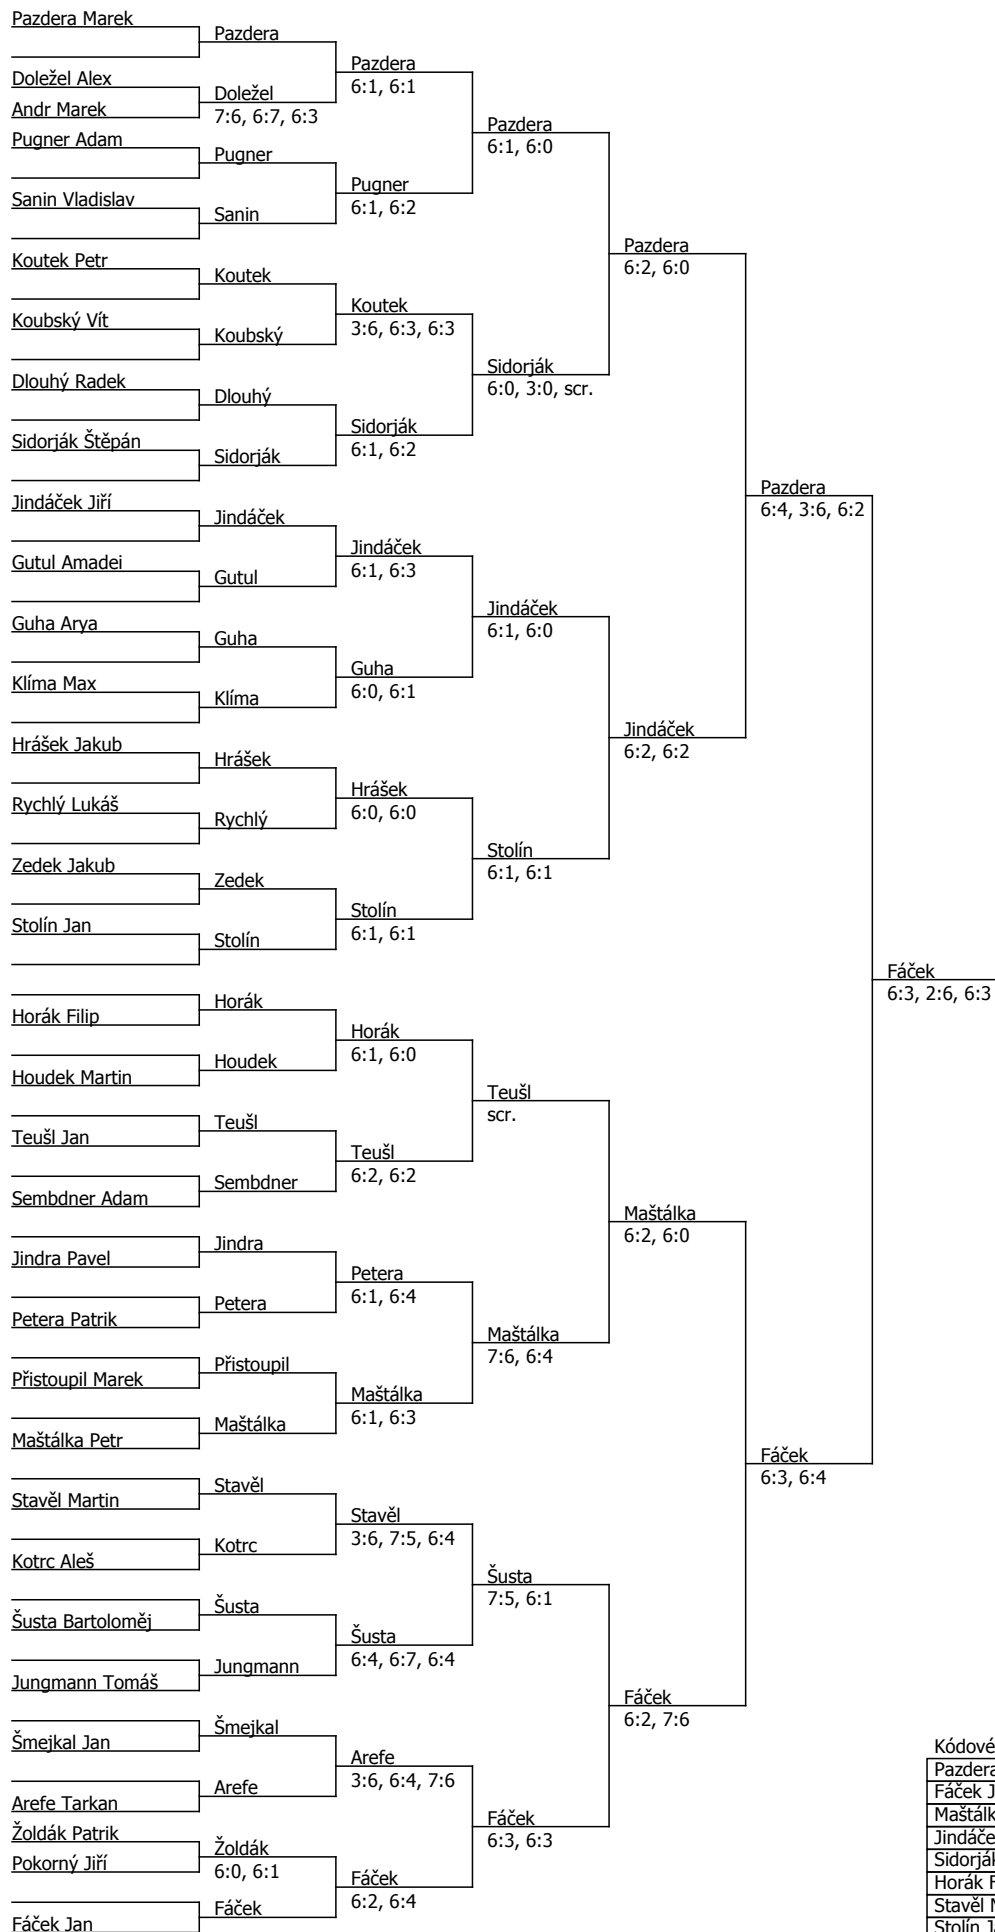 Pazdera Marek
Doležel Alex
Andr Marek
Pugner Adam
Sanin Vladislav
Koutek Petr
Koubský Vít
Dlouhý Radek
Sidorják Štěpán
Jindáček Jiří
Gutul Amadei
Guha Arya
Klíma Max
Hrášek Jakub
Rychlý Lukáš
Zedek Jakub
Stolín Jan
Horák Filip
Houdek Martin
Teušl Jan
Sembdner Adam
Jindra Pavel
Petera Patrik
Přistoupil Marek
Maštálka Petr
Stavěl Martin
Kotrc Aleš
Šusta Bartoloměj
Jungmann Tomáš
Šmejkal Jan
Arefe Tarkan
Žoldák Patrik
Pokorný Jiří
Fáček Jan
Pazdera
Doležel
7:6, 6:7, 6:3
Pugner
Sanin
Koutek
Koubský
Dlouhý
Sidorják
Jindáček
Gutul
Guha
Klíma
Hrášek
Rychlý
Zedek
Stolín
Horák
Houdek
Teušl
Sembdner
Jindra
Petera
Přistoupil
Maštálka
Stavěl
Kotrc
Šusta
Jungmann
Šmejkal
Arefe
Žoldák
6:0, 6:1
Fáček
Pazdera
6:1, 6:1
Pugner
6:1, 6:2
Koutek
3:6, 6:3, 6:3
Sidorják
6:1, 6:2
Jindáček
6:1, 6:3
Guha
6:0, 6:1
Hrášek
6:0, 6:0
Stolín
6:1, 6:1
Horák
6:1, 6:0
Teušl
6:2, 6:2
Petera
6:1, 6:4
Maštálka
6:1, 6:3
Stavěl
3:6, 7:5, 6:4
Šusta
6:4, 6:7, 6:4
Arefe
3:6, 6:4, 7:6
Fáček
6:2, 6:4
Pazdera
6:1, 6:0
Sidorják
6:0, 3:0, scr.
Jindáček
6:1, 6:0
Stolín
6:1, 6:1
Teušl
scr.
Maštálka
7:6, 6:4
Šusta
7:5, 6:1
Fáček
6:3, 6:3
Pazdera
6:2, 6:0
Jindáček
6:2, 6:2
Maštálka
6:2, 6:0
Fáček
6:2, 7:6
Pazdera
6:4, 3:6, 6:2
Fáček
6:3, 6:4
Fáček
6:3, 2:6, 6:3
Kódové
Pazdera
Fáček J
Maštálk
Jindáče
Sidorják
Horák F
Stavěl M
Stolín J